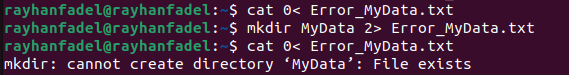 rayhanfadel@rayhanfadel:~$ cat 0< Error_MyData.txt
rayhanfadel@rayhanfadel:~$ mkdir MyData 2> Error_MyData.txt
rayhanfadel@rayhanfadel:~$ cat 0< Error_MyData.txt
mkdir: cannot create directory ‘MyData’: File exists